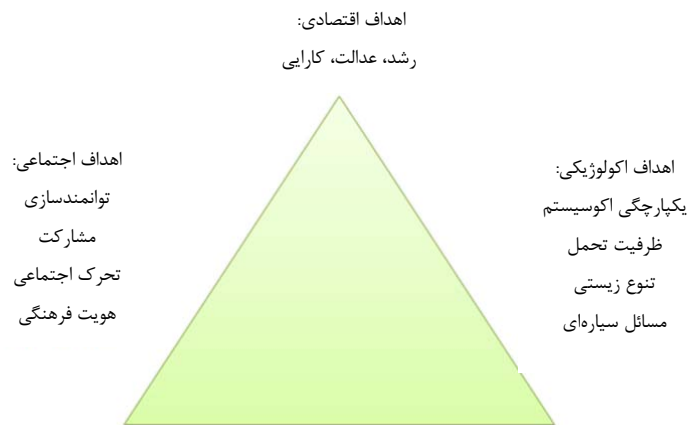 اهداف اقتصادی:
رشد، عدالت، کارایی
اهداف اکولوژیکی:
یکپارچگی اکوسیستم
ظرفیت تحمل
تنوع زیستی
مسائل سیاره‌ای
اهداف اجتماعی:
توانمندسازی
مشارکت
تحرک اجتماعی
هویت فرهنگی